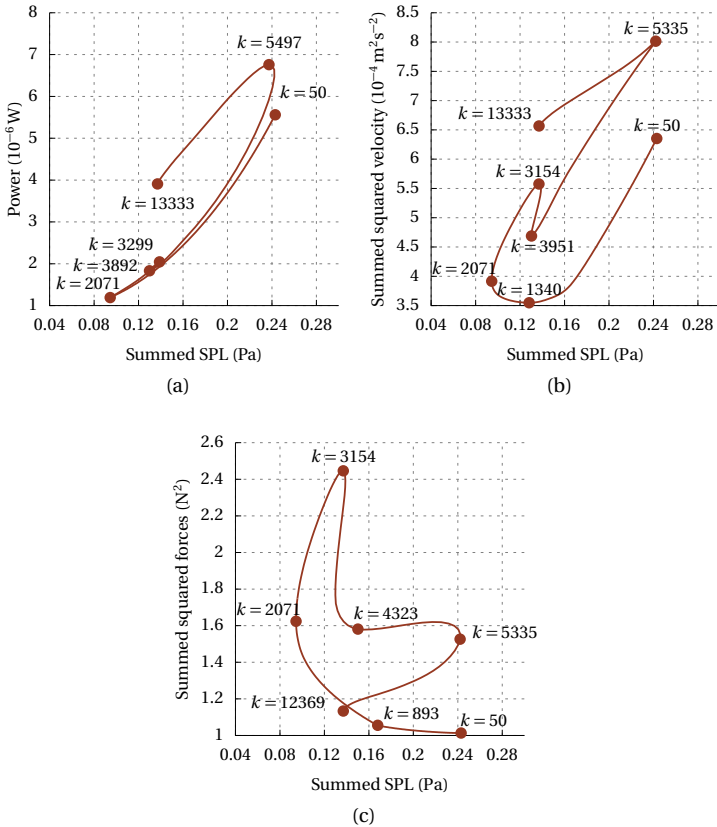 8
7
6
5
4
3
2
1
Power (10⁻⁶ W)
k = 5497
k = 50
k = 13333
k = 3299
k = 3892
k = 2071
0.04 0.08 0.12 0.16 0.2 0.24 0.28
Summed SPL (Pa)
(a)
8.5
8
7.5
7
6.5
6
5.5
5
4.5
4
3.5
Summed squared velocity (10⁻⁴ m²s⁻²)
k = 5335
k = 13333
k = 50
k = 3154
k = 3951
k = 2071
k = 1340
0.04 0.08 0.12 0.16 0.2 0.24 0.28
Summed SPL (Pa)
(b)
2.6
2.4
2.2
2
1.8
1.6
1.4
1.2
1
Summed squared forces (N²)
k = 3154
k = 2071
k = 4323
k = 5335
k = 12369
k = 893
k = 50
0.04 0.08 0.12 0.16 0.2 0.24 0.28
Summed SPL (Pa)
(c)